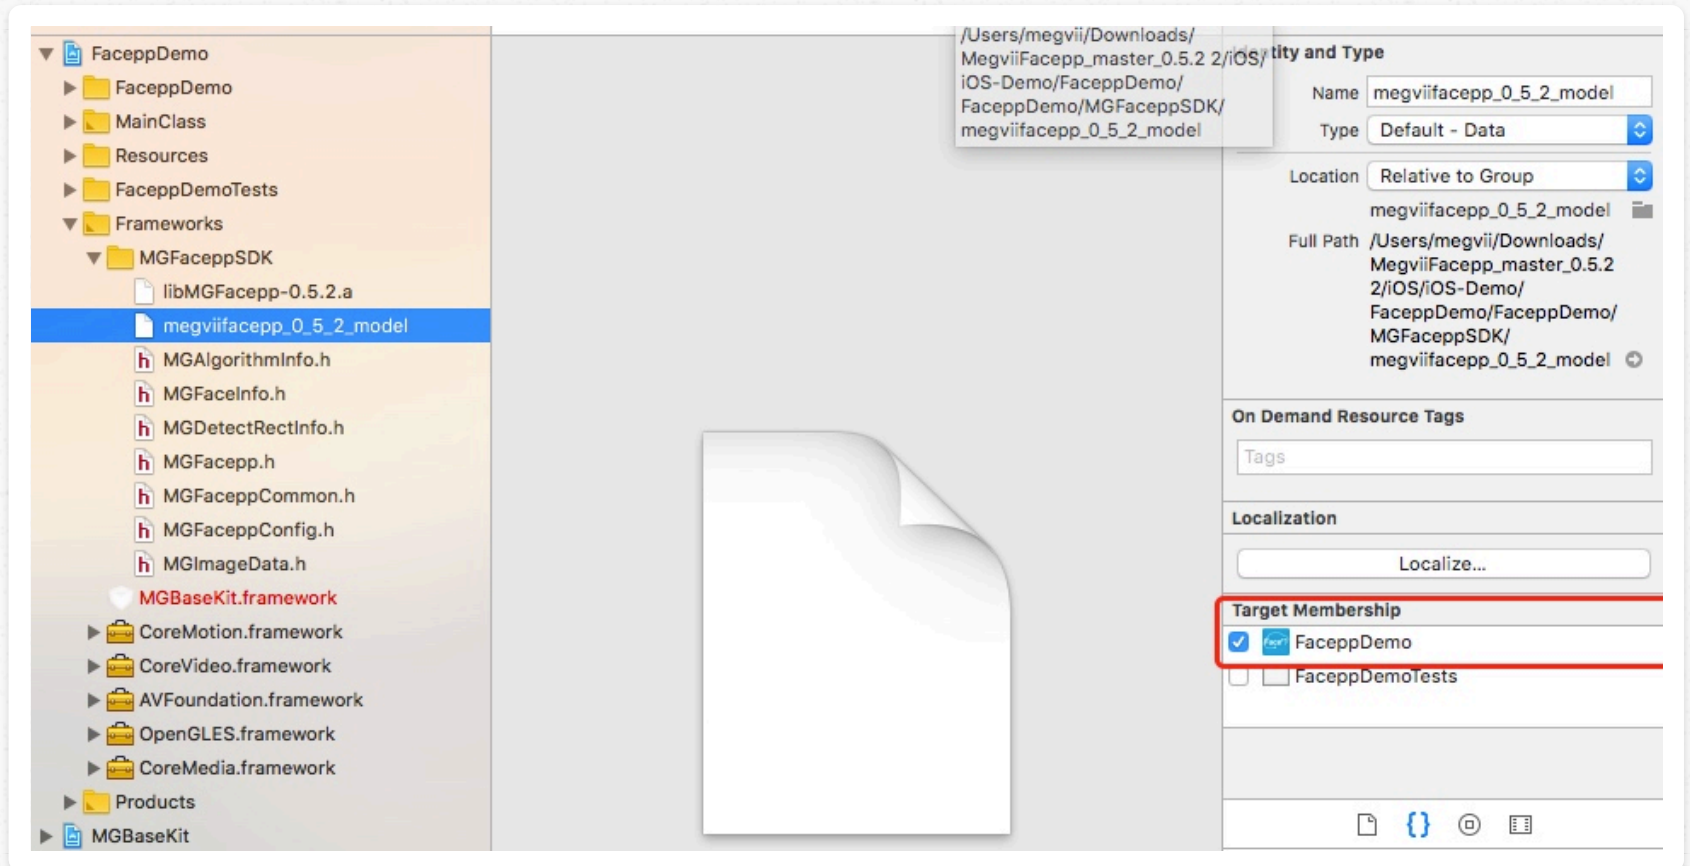 FaceppDemo
FaceppDemo
MainClass
Resources
FaceppDemoTests
Frameworks
MGFaceppSDK
libMGFacepp-0.5.2.a
megviifacepp_0_5_2_model
MGAlgorithmInfo.h
MGFaceInfo.h
MGDetectRectInfo.h
MGFacepp.h
MGFaceppCommon.h
MGFaceppConfig.h
MGImageData.h
MGBaseKit.framework
CoreMotion.framework
CoreVideo.framework
AVFoundation.framework
OpenGLES.framework
CoreMedia.framework
Products
MGBaseKit
/Users/megvii/Downloads/
MegviiFacepp_master_0.5.2 2/iOS/
iOS-Demo/FaceppDemo/
FaceppDemo/MGFaceppSDK/
megviifacepp_0_5_2_model
Identity and Type
Name megviifacepp_0_5_2_model
Type Default - Data
Location Relative to Group
megviifacepp_0_5_2_model
Full Path /Users/megvii/Downloads/
MegviiFacepp_master_0.5.2
2/iOS/iOS-Demo/
FaceppDemo/FaceppDemo/
MGFaceppSDK/
megviifacepp_0_5_2_model
On Demand Resource Tags
Tags
Localization
Localize...
Target Membership
FaceppDemo
FaceppDemoTests